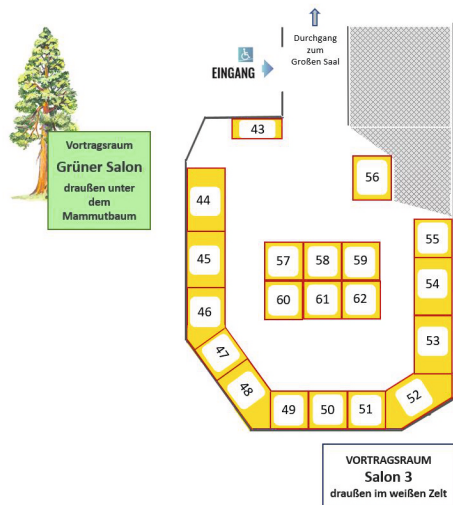 Durchgang
zum
Großen Saal
EINGANG
43
Vortragsraum
Grüner Salon
draußen unter
dem
Mammutbaum
56
44
55
57 58 59
45
54
60 61 62
46
53
47
48
52
49 50 51
VORTRAGSRAUM
Salon 3
draußen im weißen Zelt